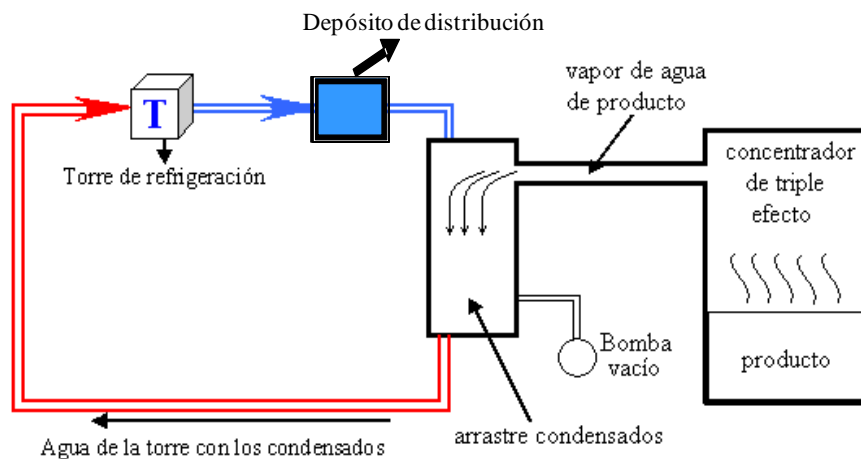 Depósito de distribución
vapor de agua
de producto
T
Torre de refrigeración
concentrador
de triple
efecto
Bomba
vacío
producto
Agua de la torre con los condensados
arrastre condensados